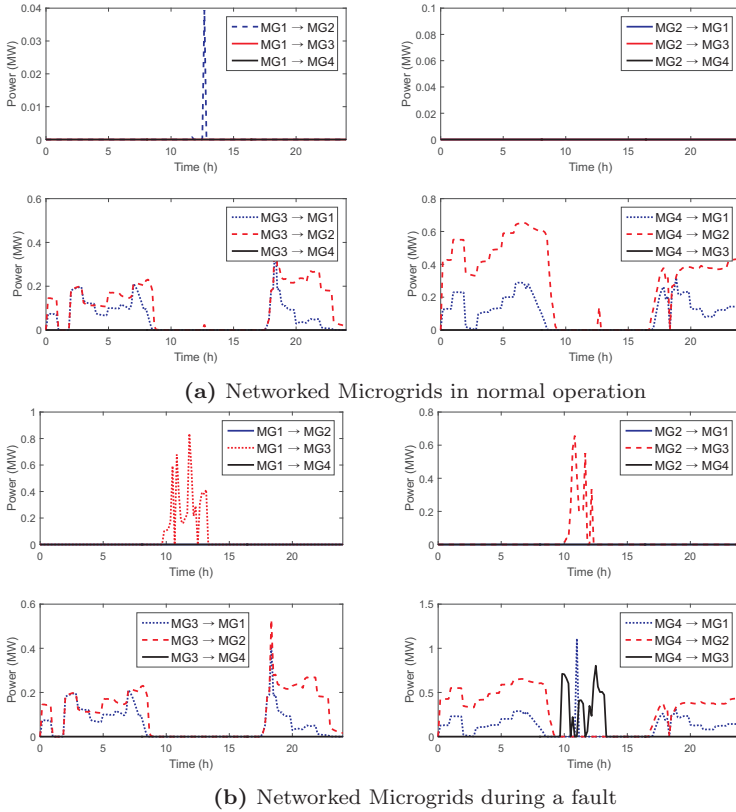 0.04
0.03
0.02
0.01
0
Power (MW)
MG1 → MG2
MG1 → MG3
MG1 → MG4
0 5 10 15 20
Time (h)
0.1
0.08
0.06
0.04
0.02
0
Power (MW)
MG2 → MG1
MG2 → MG3
MG2 → MG4
0 5 10 15 20
Time (h)
0.6
0.4
0.2
0
Power (MW)
MG3 → MG1
MG3 → MG2
MG3 → MG4
0 5 10 15 20
Time (h)
0.8
0.6
0.4
0.2
0
Power (MW)
MG4 → MG1
MG4 → MG2
MG4 → MG3
0 5 10 15 20
Time (h)
(a) Networked Microgrids in normal operation
1
0.8
0.6
0.4
0.2
0
Power (MW)
MG1 → MG2
MG1 → MG3
MG1 → MG4
0 5 10 15 20
Time (h)
0.8
0.6
0.4
0.2
0
Power (MW)
MG2 → MG1
MG2 → MG3
MG2 → MG4
0 5 10 15 20
Time (h)
0.6
0.4
0.2
0
Power (MW)
MG3 → MG1
MG3 → MG2
MG3 → MG4
0 5 10 15 20
Time (h)
1.5
1
0.5
0
Power (MW)
MG4 → MG1
MG4 → MG2
MG4 → MG3
0 5 10 15 20
Time (h)
(b) Networked Microgrids during a fault